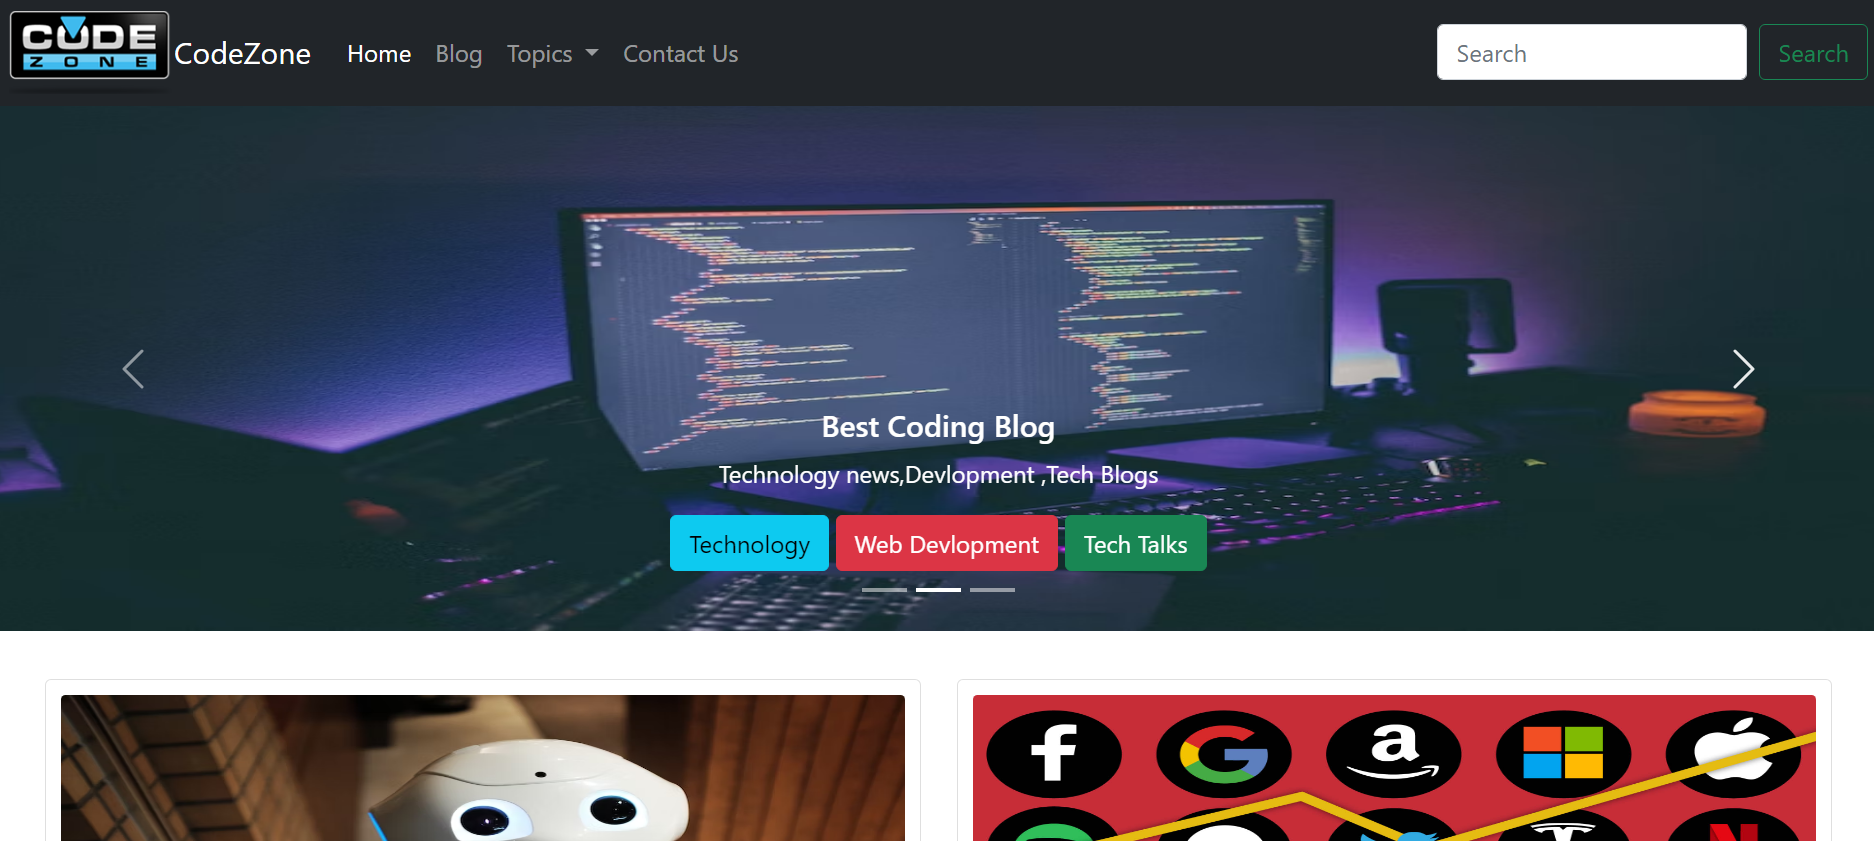 CODE
ZONE
CodeZone Home Blog Topics Contact Us Search Search
Best Coding Blog
Technology news,Devlopment ,Tech Blogs
Technology Web Devlopment Tech Talks